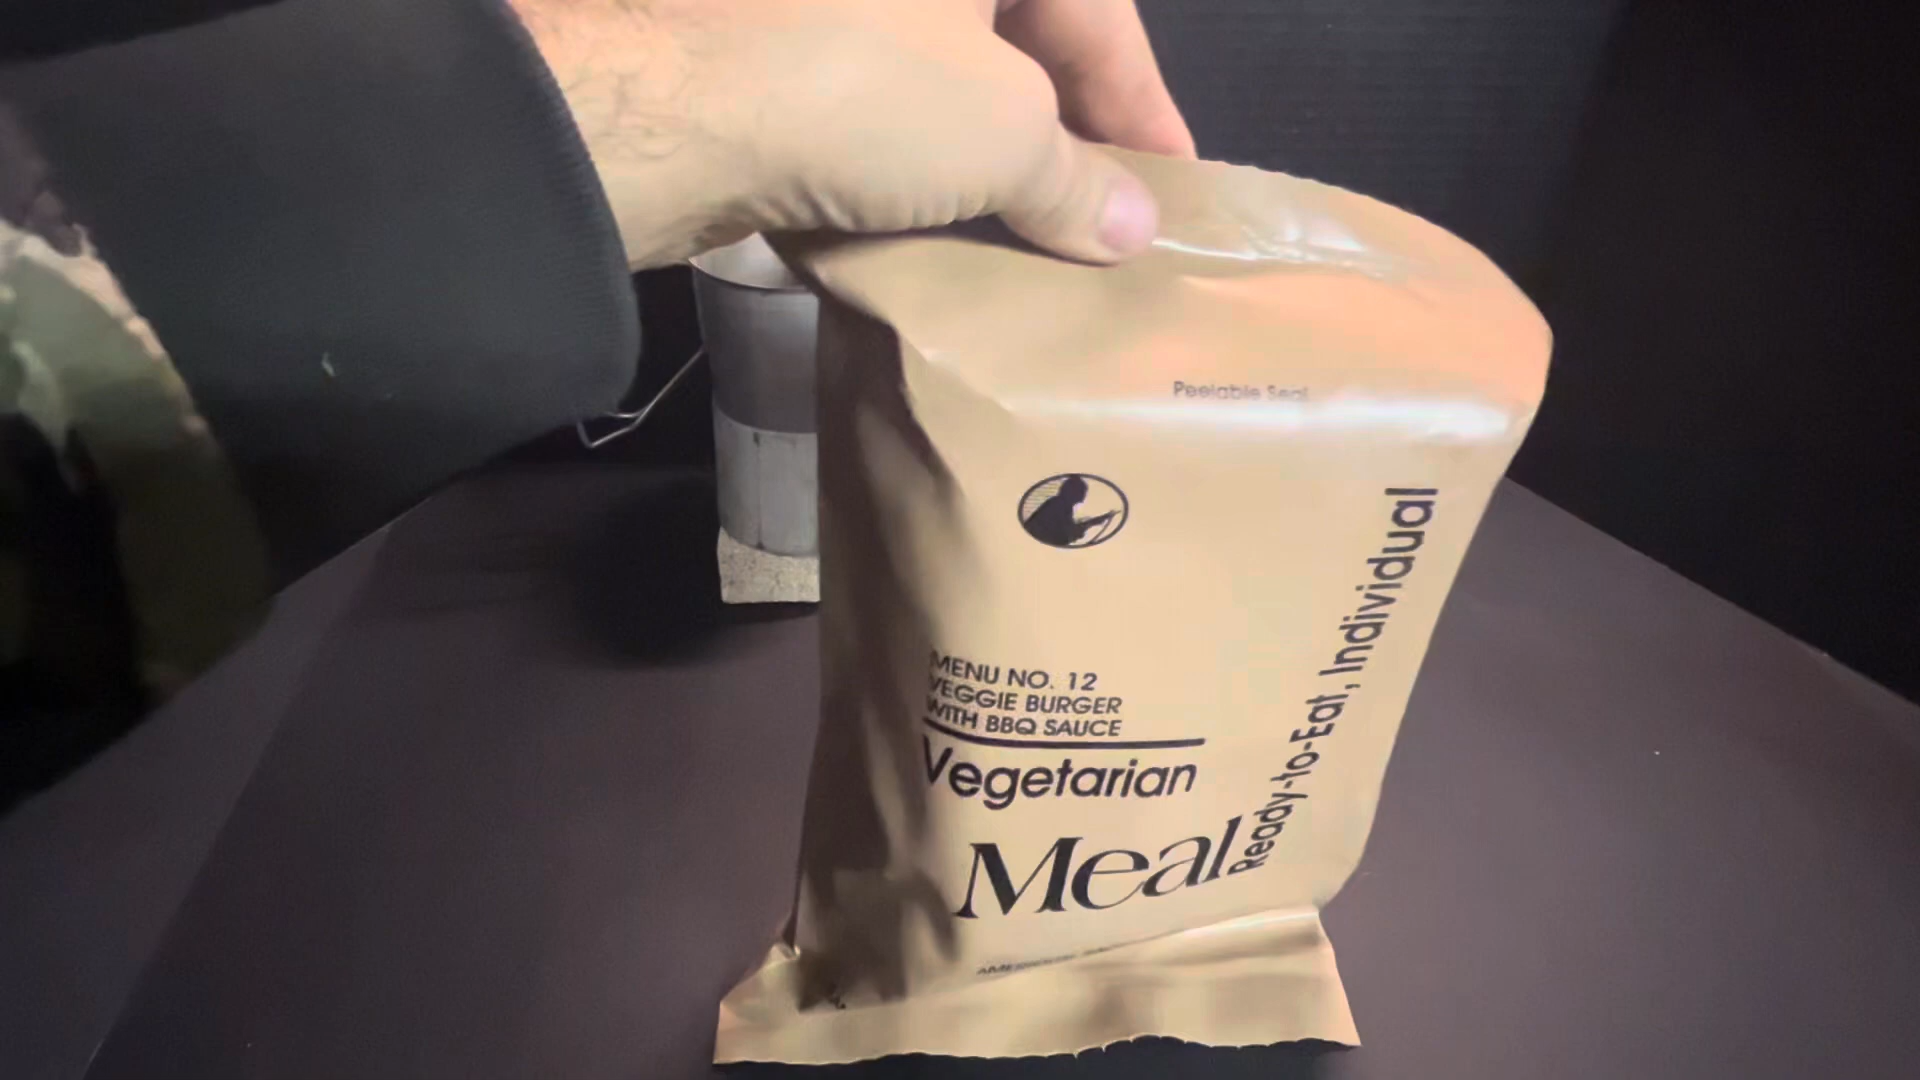 Peelable Seal
MENU NO. 12
VEGGIE BURGER
WITH BBQ SAUCE
Vegetarian
Meal
Ready-to-Eat, Individual